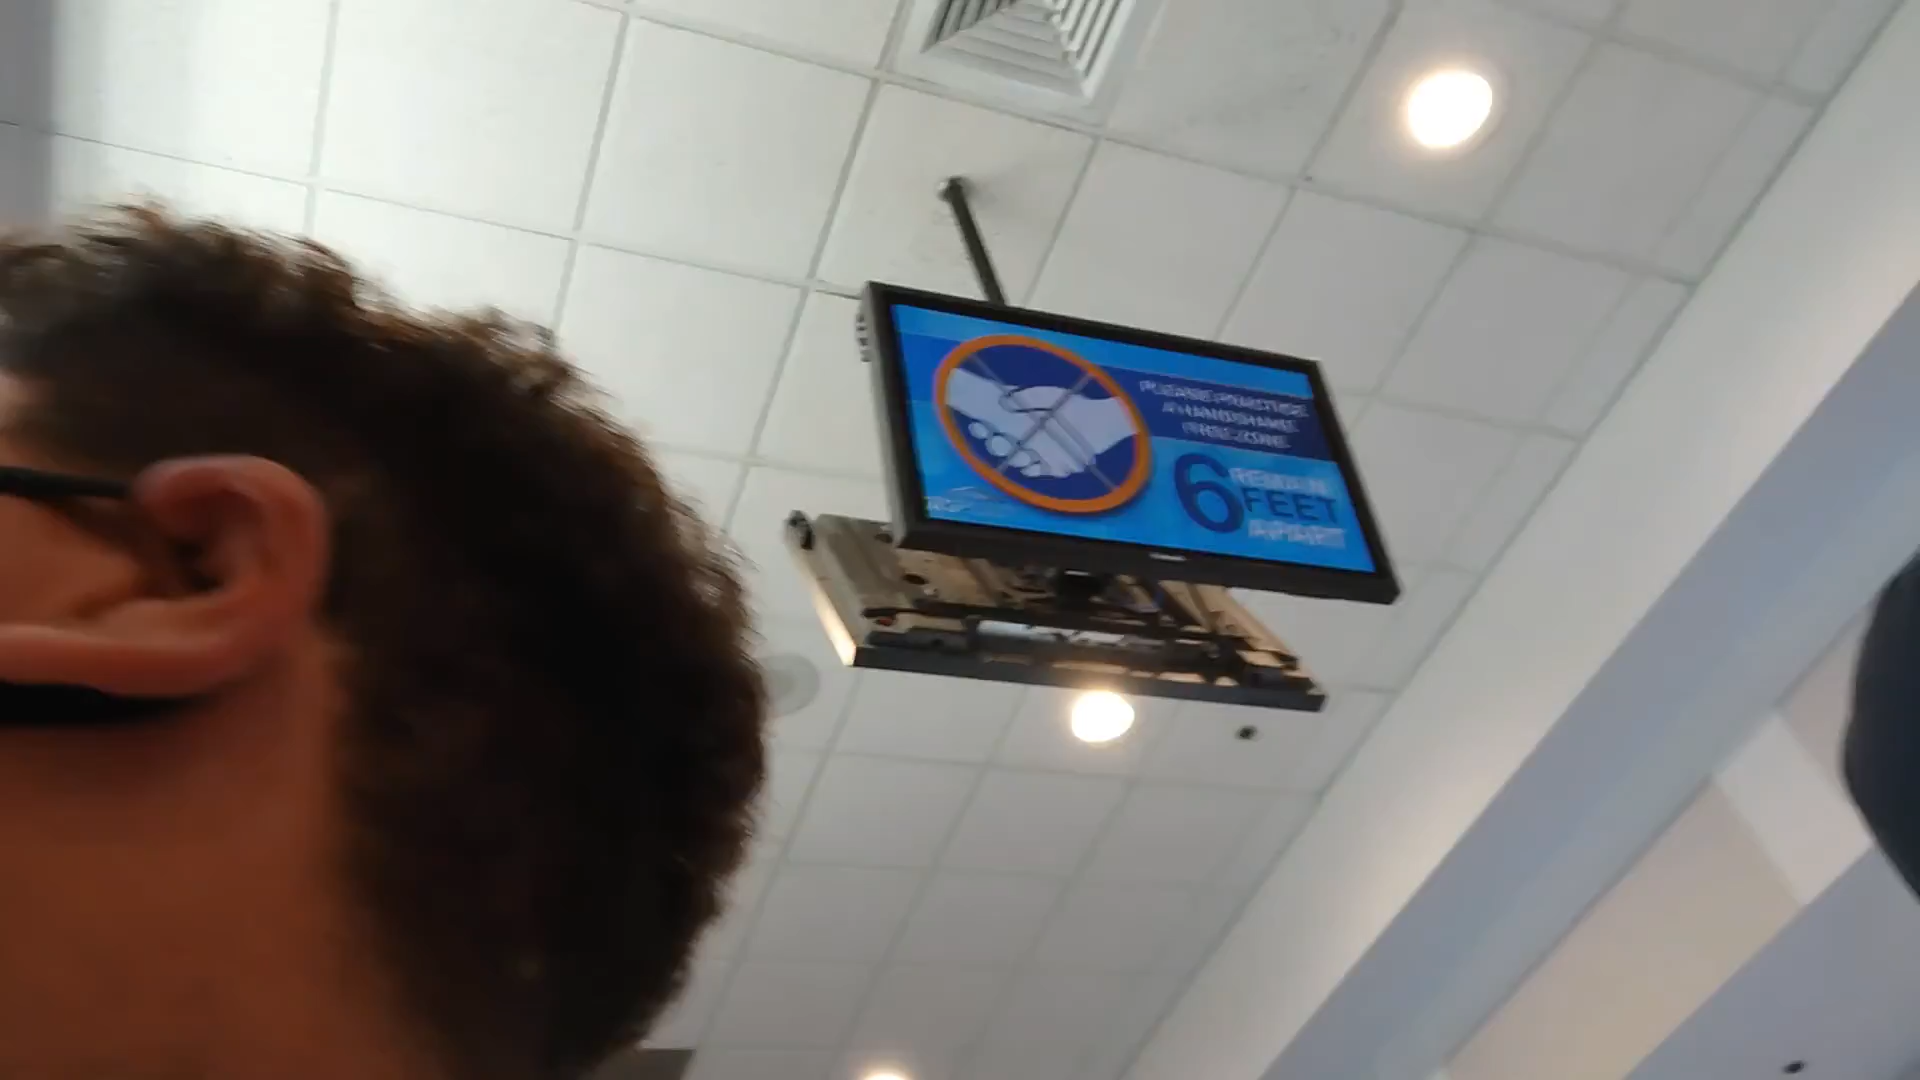 PLEASE PRACTICE
A HANDSHAKE
FREE ZONE
6
REMAIN
FEET
APART